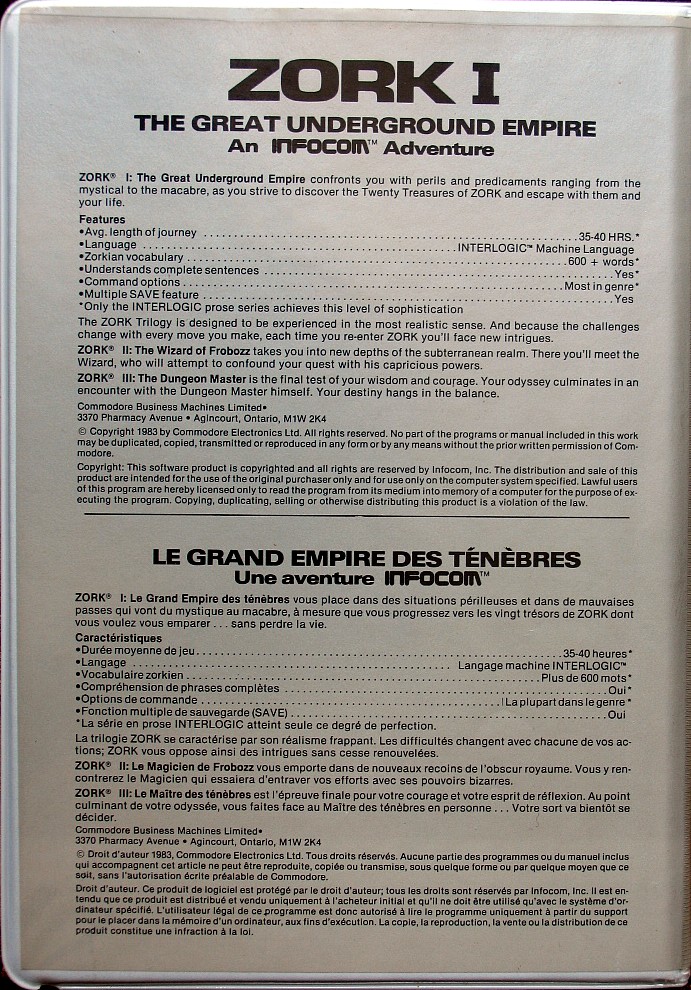 ZORK I
THE GREAT UNDERGROUND EMPIRE
An INFOCOM™ Adventure
ZORK® I: The Great Underground Empire confronts you with perils and predicaments ranging from the
mystical to the macabre, as you strive to discover the Twenty Treasures of ZORK and escape with them and
your life.
Features
•Avg. length of journey ........................................35-40 HRS.*
•Language ........................................INTERLOGIC™ Machine Language
•Zorkian vocabulary ........................................600 + words*
•Understands complete sentences ........................................Yes*
•Command options ........................................Most in genre*
•Multiple SAVE feature ........................................Yes
*Only the INTERLOGIC prose series achieves this level of sophistication
The ZORK Trilogy is designed to be experienced in the most realistic sense. And because the challenges
change with every move you make, each time you re-enter ZORK you'll face new intrigues.
ZORK® II: The Wizard of Frobozz takes you into new depths of the subterranean realm. There you'll meet the
Wizard, who will attempt to confound your quest with his capricious powers.
ZORK® III: The Dungeon Master is the final test of your wisdom and courage. Your odyssey culminates in an
encounter with the Dungeon Master himself. Your destiny hangs in the balance.
Commodore Business Machines Limited•
3370 Pharmacy Avenue • Agincourt, Ontario, M1W 2K4
© Copyright 1983 by Commodore Electronics Ltd. All rights reserved. No part of the programs or manual included in this work
may be duplicated, copied, transmitted or reproduced in any form or by any means without the prior written permission of Com-
modore.
Copyright: This software product is copyrighted and all rights are reserved by Infocom, Inc. The distribution and sale of this
product are intended for the use of the original purchaser only and for use only on the computer system specified. Lawful users
of this program are hereby licensed only to read the program from its medium into memory of a computer for the purpose of ex-
ecuting the program. Copying, duplicating, selling or otherwise distributing this product is a violation of the law.
LE GRAND EMPIRE DES TÉNÈBRES
Une aventure INFOCOM™
ZORK® I: Le Grand Empire des ténèbres vous place dans des situations périlleuses et dans de mauvaises
passes qui vont du mystique au macabre, à mesure que vous progressez vers les vingt trésors de ZORK dont
vous voulez vous emparer ... sans perdre la vie.
Caractéristiques
•Durée moyenne de jeu........................................35-40 heures*
•Langage ........................................ Langage machine INTERLOGIC™
•Vocabulaire zorkien ........................................Plus de 600 mots*
•Compréhension de phrases complètes ........................................Oui*
•Options de commande ........................................La plupart dans le genre*
•Fonction multiple de sauvegarde (SAVE) ........................................Oui
*La série en prose INTERLOGIC atteint seule ce degré de perfection.
La trilogie ZORK se caractérise par son réalisme frappant. Les difficultés changent avec chacune de vos ac-
tions; ZORK vous oppose ainsi des intrigues sans cesse renouvelées.
ZORK® II: Le Magicien de Frobozz vous emporte dans de nouveaux recoins de l'obscur royaume. Vous y ren-
contrerez le Magicien qui essaiera d'entraver vos efforts avec ses pouvoirs bizarres.
ZORK® III: Le Maître des ténèbres est l'épreuve finale pour votre courage et votre esprit de réflexion. Au point
culminant de votre odyssée, vous faites face au Maître des ténèbres en personne ... Votre sort va bientôt se
décider.
Commodore Business Machines Limited•
3370 Pharmacy Avenue • Agincourt, Ontario, M1W 2K4
© Droit d'auteur 1983, Commodore Electronics Ltd. Tous droits réservés. Aucune partie des programmes ou du manuel inclus
qui accompagnent cet article ne peut être reproduite, copiée ou transmise, sous quelque forme ou par quelque moyen que ce
soit, sans l'autorisation écrite préalable de Commodore.
Droit d'auteur. Ce produit de logiciel est protégé par le droit d'auteur; tous les droits sont réservés par Infocom, Inc. Il est en-
tendu que ce produit est distribué et vendu uniquement à l'acheteur initial et qu'il ne doit être utilisé qu'avec le système d'or-
dinateur spécifié. L'utilisateur légal de ce programme est donc autorisé à lire le programme uniquement à partir du support
pour le placer dans la mémoire d'un ordinateur, aux fins d'exécution. La copie, la reproduction, la vente ou la distribution de ce
produit constitue une infraction à la loi.